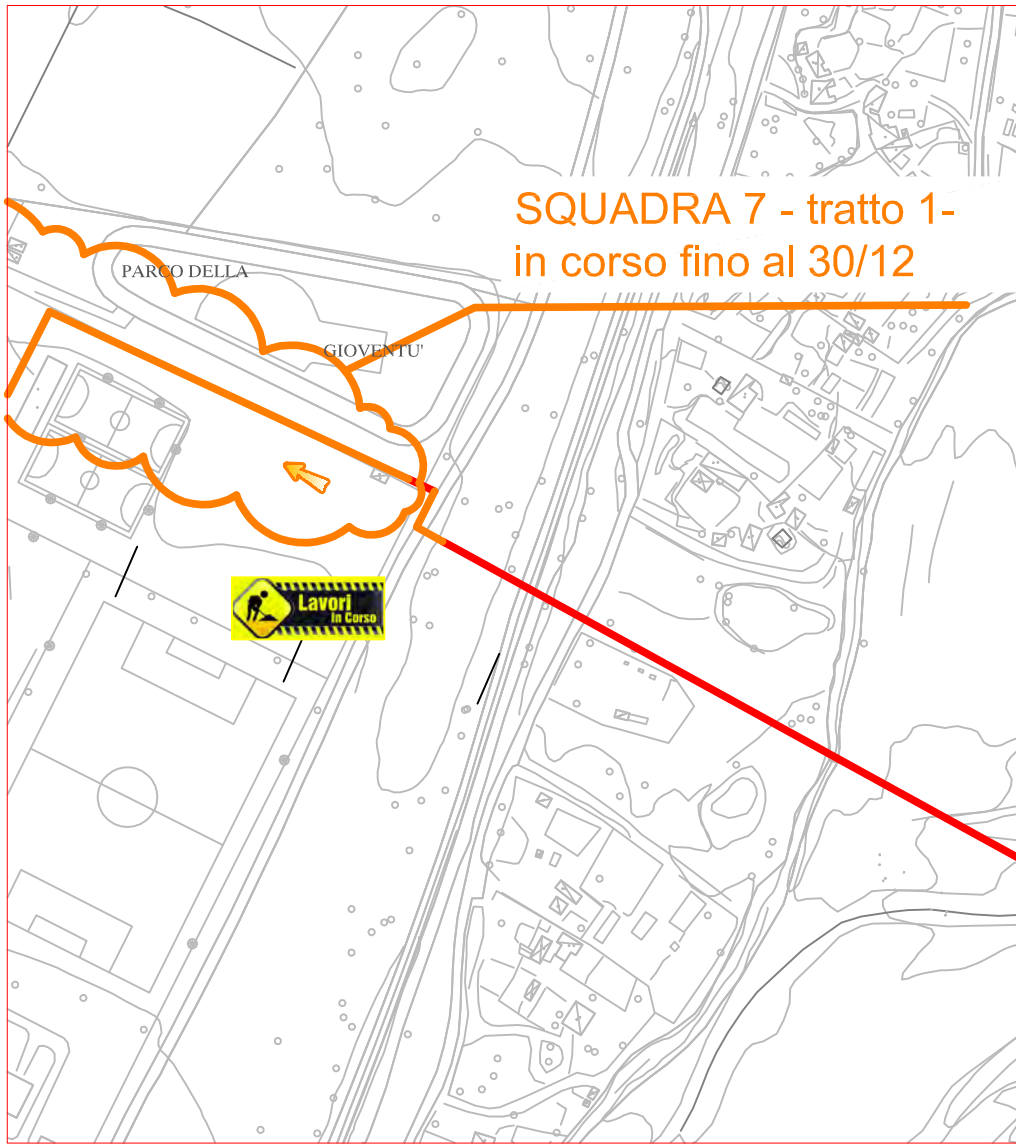 SQUADRA 7 - tratto 1-
in corso fino al 30/12
PARCO DELLA
GIOVENTU'
Lavori
In Corso